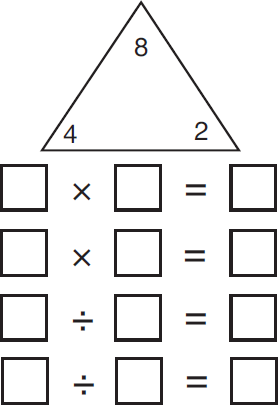 8
4 2
□ × □ = □
□ × □ = □
□ ÷ □ = □
□ ÷ □ = □